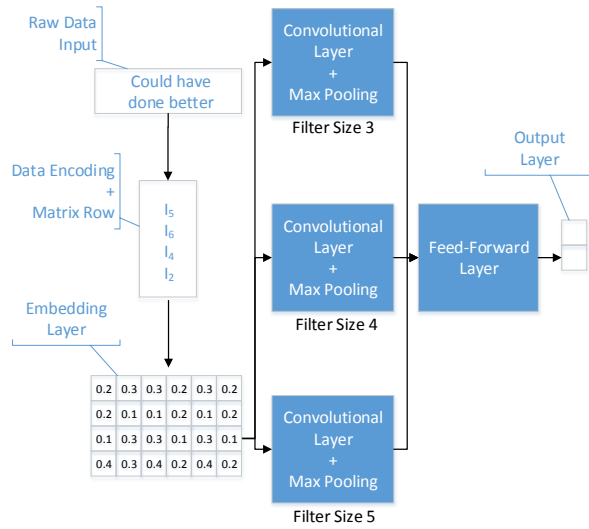 Raw Data
Input
Could have
done better
Data Encoding
+
Matrix Row
I5
I6
I4
I2
Embedding
Layer
0.2 0.3 0.3 0.2 0.3 0.2
0.2 0.1 0.1 0.2 0.1 0.2
0.1 0.3 0.3 0.1 0.3 0.1
0.4 0.3 0.4 0.2 0.4 0.2
Convolutional
Layer
+
Max Pooling
Filter Size 3
Convolutional
Layer
+
Max Pooling
Filter Size 4
Convolutional
Layer
+
Max Pooling
Filter Size 5
Feed-Forward
Layer
Output
Layer